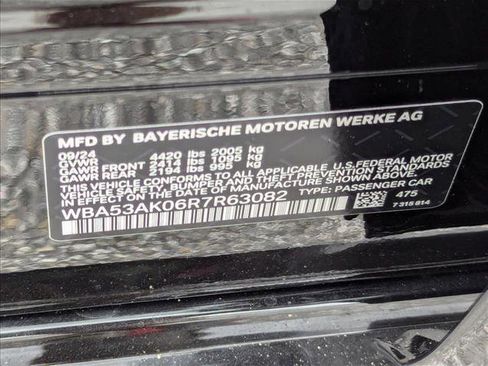 MFD BY BAYERISCHE MOTOREN WERKE AG
09/24
GVWR 4420 lbs 2005 kg
GAWR FRONT 2414 lbs 1095 kg
GAWR REAR 2194 lbs 995 kg
THIS VEHICLE CONFORMS TO ALL APPLICABLE U.S. FEDERAL MOTOR
VEHICLE SAFETY, BUMPER, AND THEFT PREVENTION STANDARDS
IN EFFECT ON THE DATE OF MANUFACTURE SHOWN ABOVE.
WBA53AK06R7R63082 TYPE: PASSENGER CAR
475
7 315 814